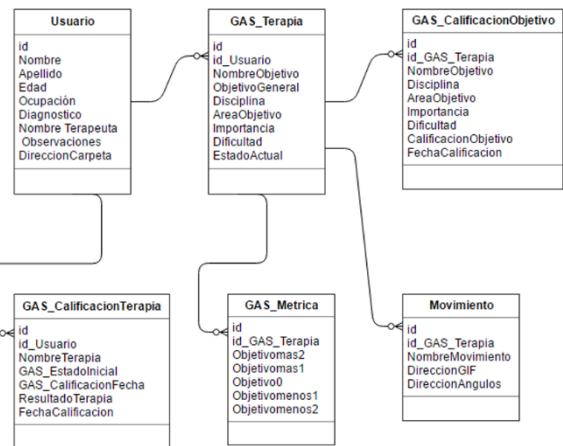 Usuario
id
Nombre
Apellido
Edad
Ocupación
Diagnostico
Nombre Terapeuta
Observaciones
DireccionCarpeta
GAS_Terapia
id
id_Usuario
NombreObjetivo
ObjetivoGeneral
Disciplina
AreaObjetivo
Importancia
Dificultad
EstadoActual
GAS_CalificacionObjetivo
id
id_GAS_Terapia
NombreObjetivo
Disciplina
AreaObjetivo
Importancia
Dificultad
CalificacionObjetivo
FechaCalificacion
GAS_CalificacionTerapia
id
id_Usuario
NombreTerapia
GAS_EstadoInicial
GAS_CalificacionFecha
ResultadoTerapia
FechaCalificacion
GAS_Metrica
id
id_GAS_Terapia
Objetivomas2
Objetivomas1
Objetivo0
Objetivomenos1
Objetivomenos2
Movimiento
id
id_GAS_Terapia
NombreMovimiento
DireccionGIF
DireccionAngulos